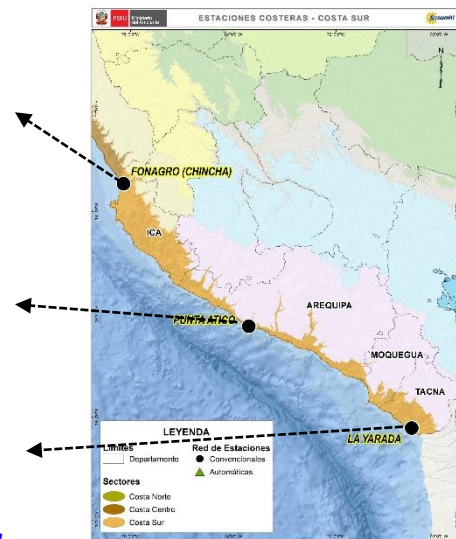 PERÚ Ministerio del Ambiente
ESTACIONES COSTERAS - COSTA SUR
Senamhi
N
FONAGRO (CHINCHA)
ICA
AREQUIPA
PUNTA ATICO
MOQUEGUA
TACNA
LA YARADA
LEYENDA
Límites
Departamento
Sectores
Costa Norte
Costa Centro
Costa Sur
Red de Estaciones
Convencionales
Automáticas